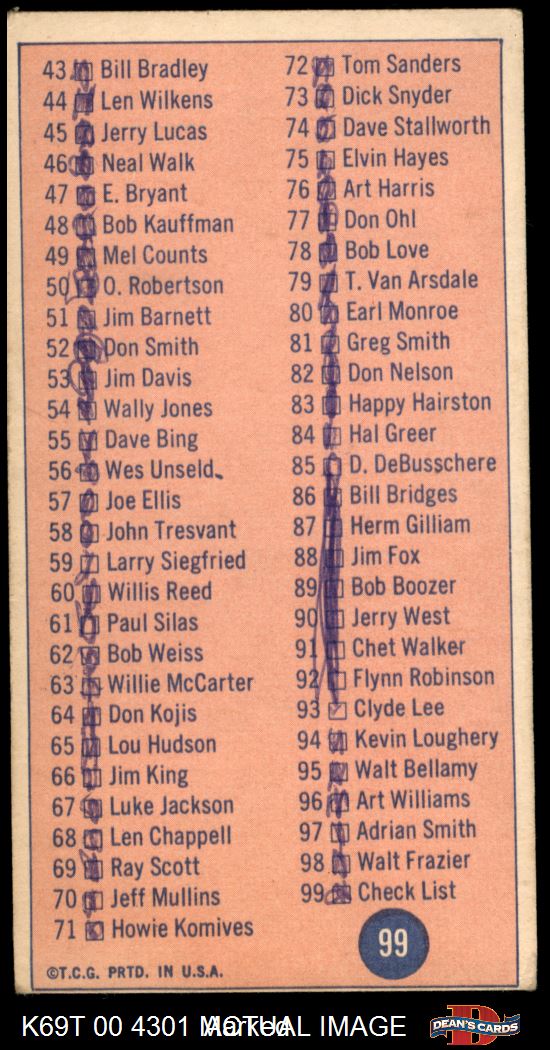 43 Bill Bradley
44 Len Wilkens
45 Jerry Lucas
46 Neal Walk
47 E. Bryant
48 Bob Kauffman
49 Mel Counts
50 O. Robertson
51 Jim Barnett
52 Don Smith
53 Jim Davis
54 Wally Jones
55 Dave Bing
56 Wes Unseld
57 Joe Ellis
58 John Tresvant
59 Larry Siegfried
60 Willis Reed
61 Paul Silas
62 Bob Weiss
63 Willie McCarter
64 Don Kojis
65 Lou Hudson
66 Jim King
67 Luke Jackson
68 Len Chappell
69 Ray Scott
70 Jeff Mullins
71 Howie Komives
72 Tom Sanders
73 Dick Snyder
74 Dave Stallworth
75 Elvin Hayes
76 Art Harris
77 Don Ohl
78 Bob Love
79 T. Van Arsdale
80 Earl Monroe
81 Greg Smith
82 Don Nelson
83 Happy Hairston
84 Hal Greer
85 D. DeBusschere
86 Bill Bridges
87 Herm Gilliam
88 Jim Fox
89 Bob Boozer
90 Jerry West
91 Chet Walker
92 Flynn Robinson
93 Clyde Lee
94 Kevin Loughery
95 Walt Bellamy
96 Art Williams
97 Adrian Smith
98 Walt Frazier
99 Check List
99
©T.C.G. PRTD. IN U.S.A.
K69T 00 4301 Marked IMAGE
DEAN'S CARDS